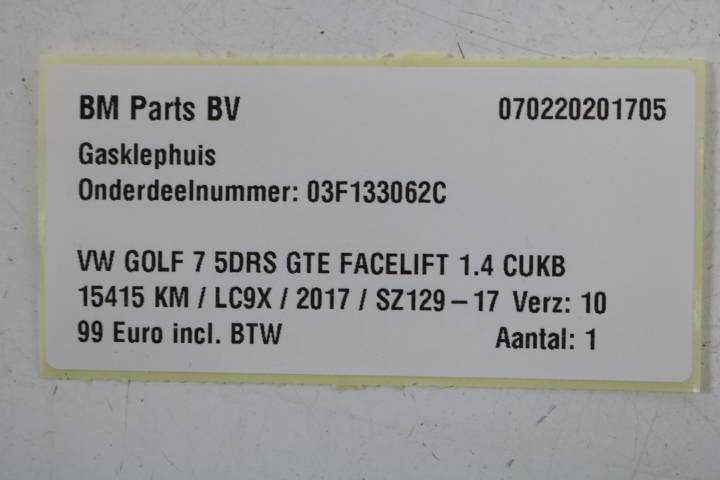 BM Parts BV 070220201705
Gasklephuis
Onderdeelnummer: 03F133062C
VW GOLF 7 5DRS GTE FACELIFT 1.4 CUKB
15415 KM / LC9X / 2017 / SZ129-17 Verz: 10
99 Euro incl. BTW Aantal: 1